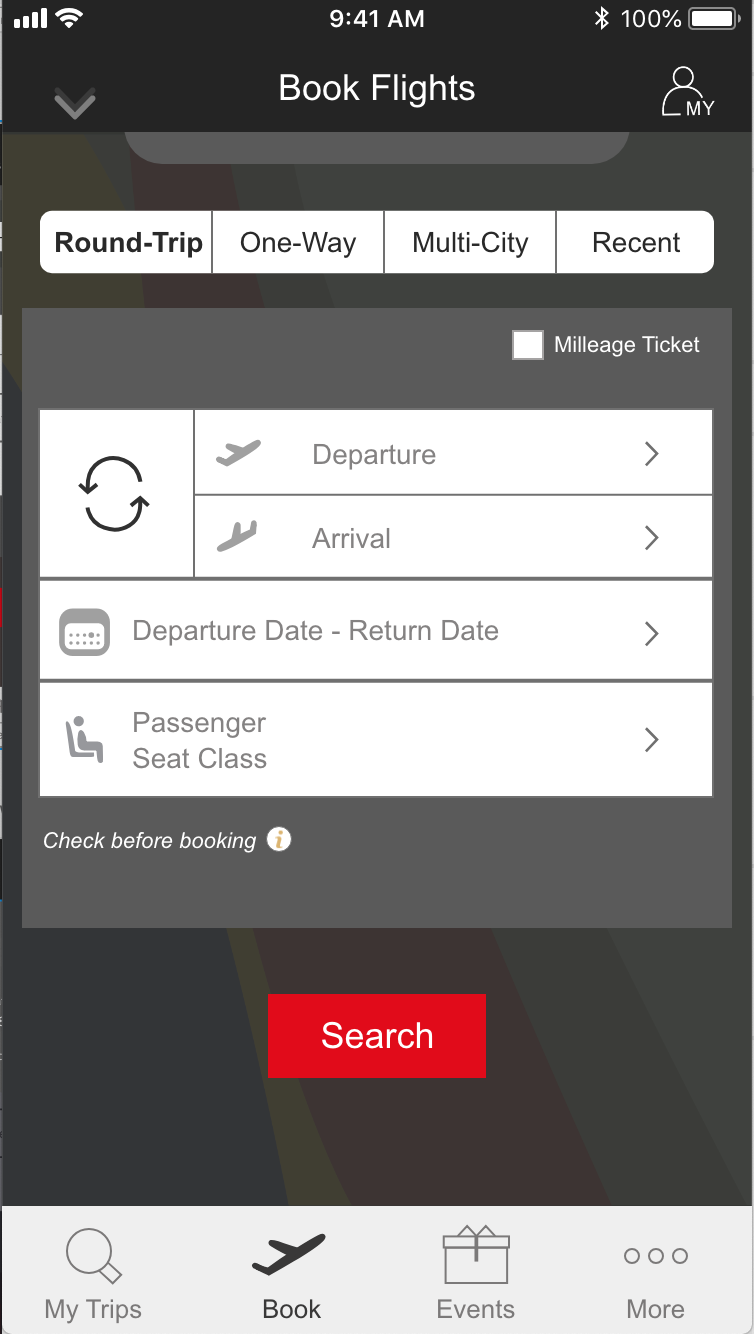 9:41 AM
100%
Book Flights
MY
Round-Trip
One-Way
Multi-City
Recent
Milleage Ticket
Departure
Arrival
Departure Date - Return Date
Passenger
Seat Class
Check before booking i
Search
My Trips
Book
Events
More